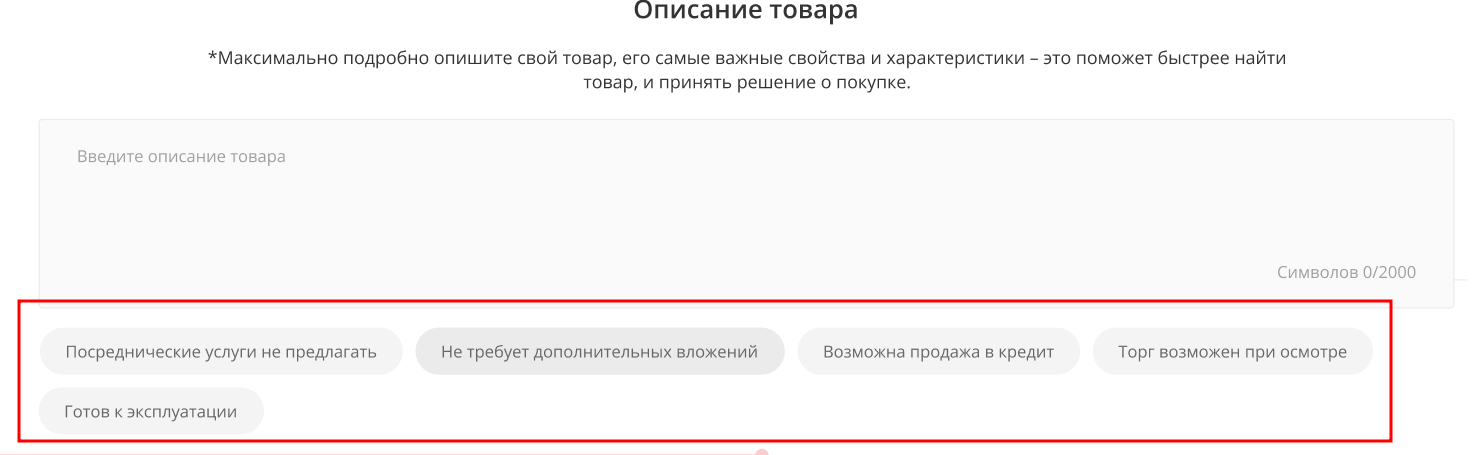 Описание товара
*Максимально подробно опишите свой товар, его самые важные свойства и характеристики – это поможет быстрее найти
товар, и принять решение о покупке.
Введите описание товара
Символов 0/2000
Посреднические услуги не предлагать
Не требует дополнительных вложений
Возможна продажа в кредит
Торг возможен при осмотре
Готов к эксплуатации